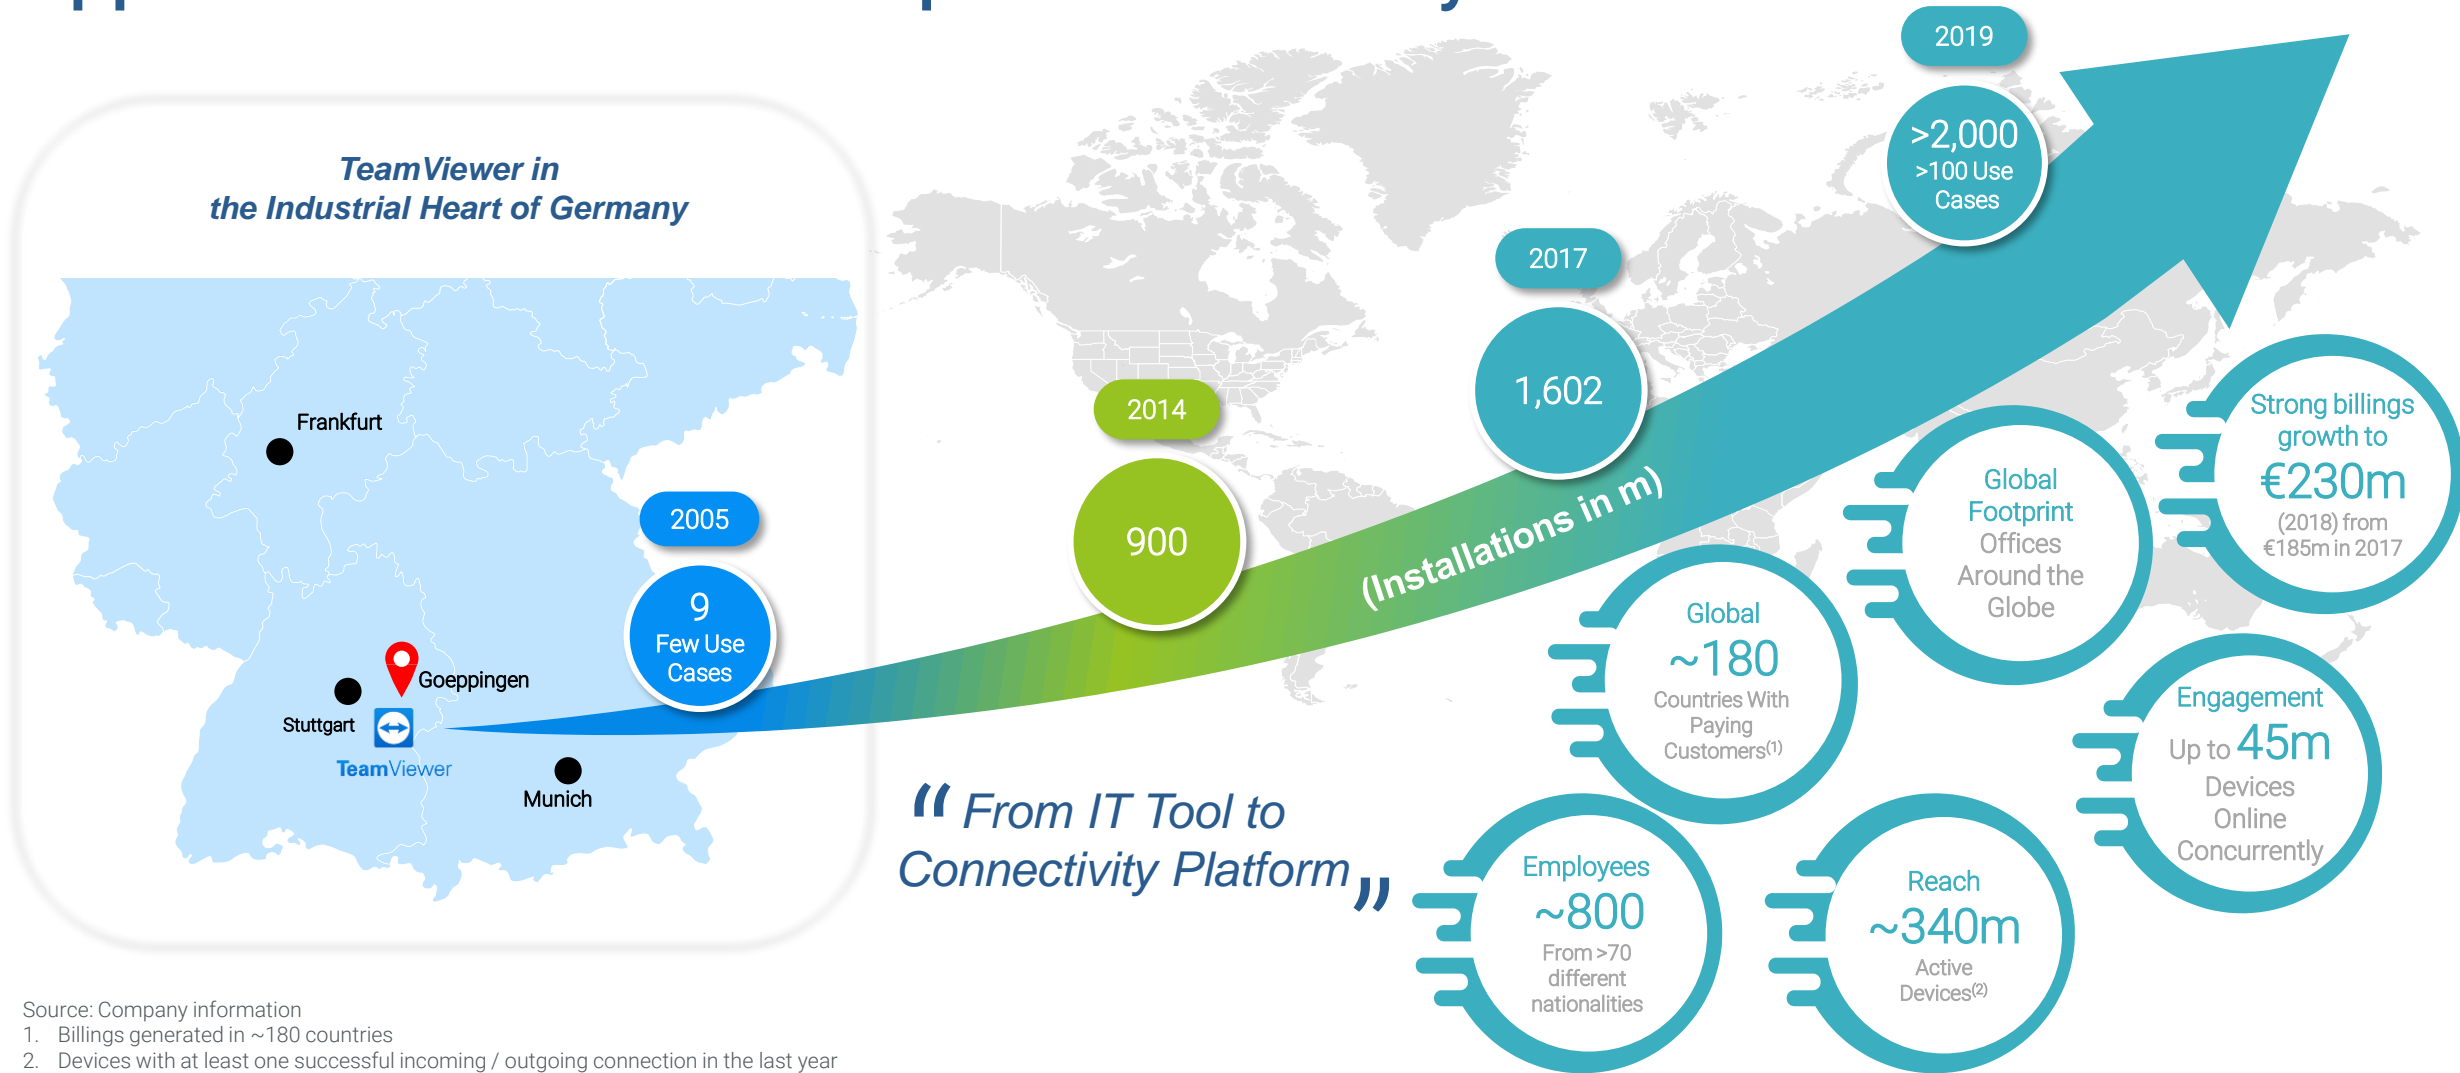 TeamViewer in
the Industrial Heart of Germany
Frankfurt
Goeppingen
Stuttgart
TeamViewer
Munich
2005
9
Few Use
Cases
2014
900
2017
1,602
2019
>2,000
>100 Use
Cases
(Installations in m)
“ From IT Tool to
Connectivity Platform ”
Strong billings
growth to
€230m
(2018) from
€185m in 2017
Global
Footprint
Offices
Around the
Globe
Global
~180
Countries With
Paying
Customers(1)
Engagement
Up to 45m
Devices
Online
Concurrently
Employees
~800
From >70
different
nationalities
Reach
~340m
Active
Devices(2)
Source: Company information
1. Billings generated in ~180 countries
2. Devices with at least one successful incoming / outgoing connection in the last year